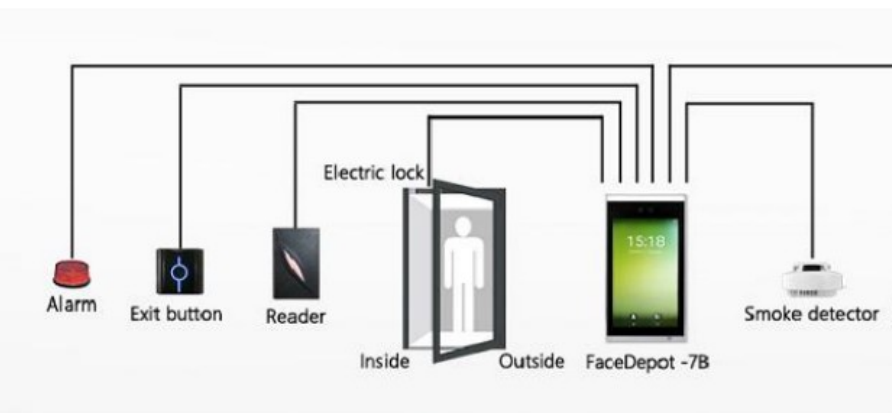 Electric lock
15:18
Alarm
Exit button
Reader
Inside
Outside
FaceDepot -7B
Smoke detector